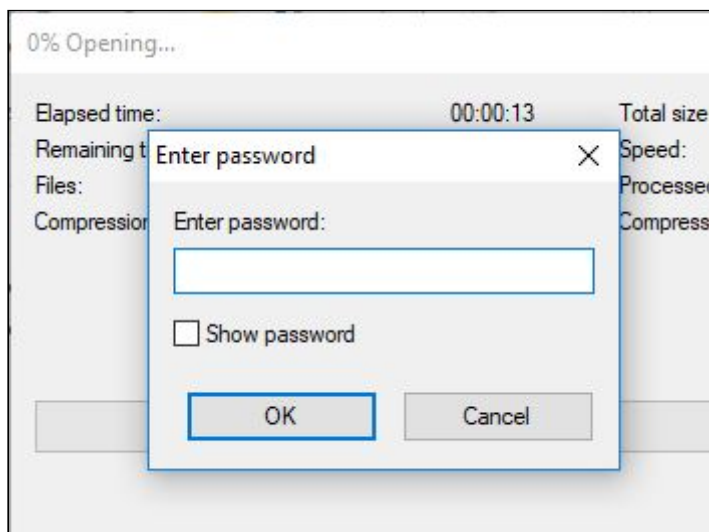 0% Opening...
Elapsed time: 00:00:13 Total size
Remaining t Speed:
Files: Processed
Compression Compress
Enter password
Enter password:
Show password
OK Cancel